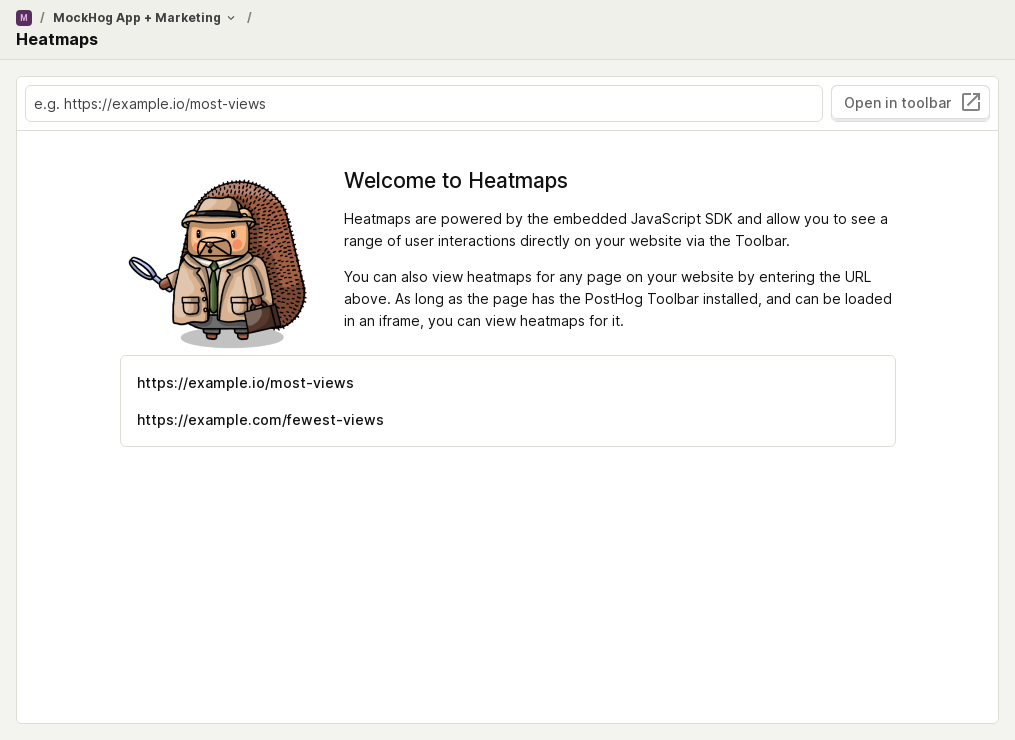 M / MockHog App + Marketing /
Heatmaps
e.g. https://example.io/most-views
Open in toolbar
Welcome to Heatmaps
Heatmaps are powered by the embedded JavaScript SDK and allow you to see a
range of user interactions directly on your website via the Toolbar.
You can also view heatmaps for any page on your website by entering the URL
above. As long as the page has the PostHog Toolbar installed, and can be loaded
in an iframe, you can view heatmaps for it.
https://example.io/most-views
https://example.com/fewest-views